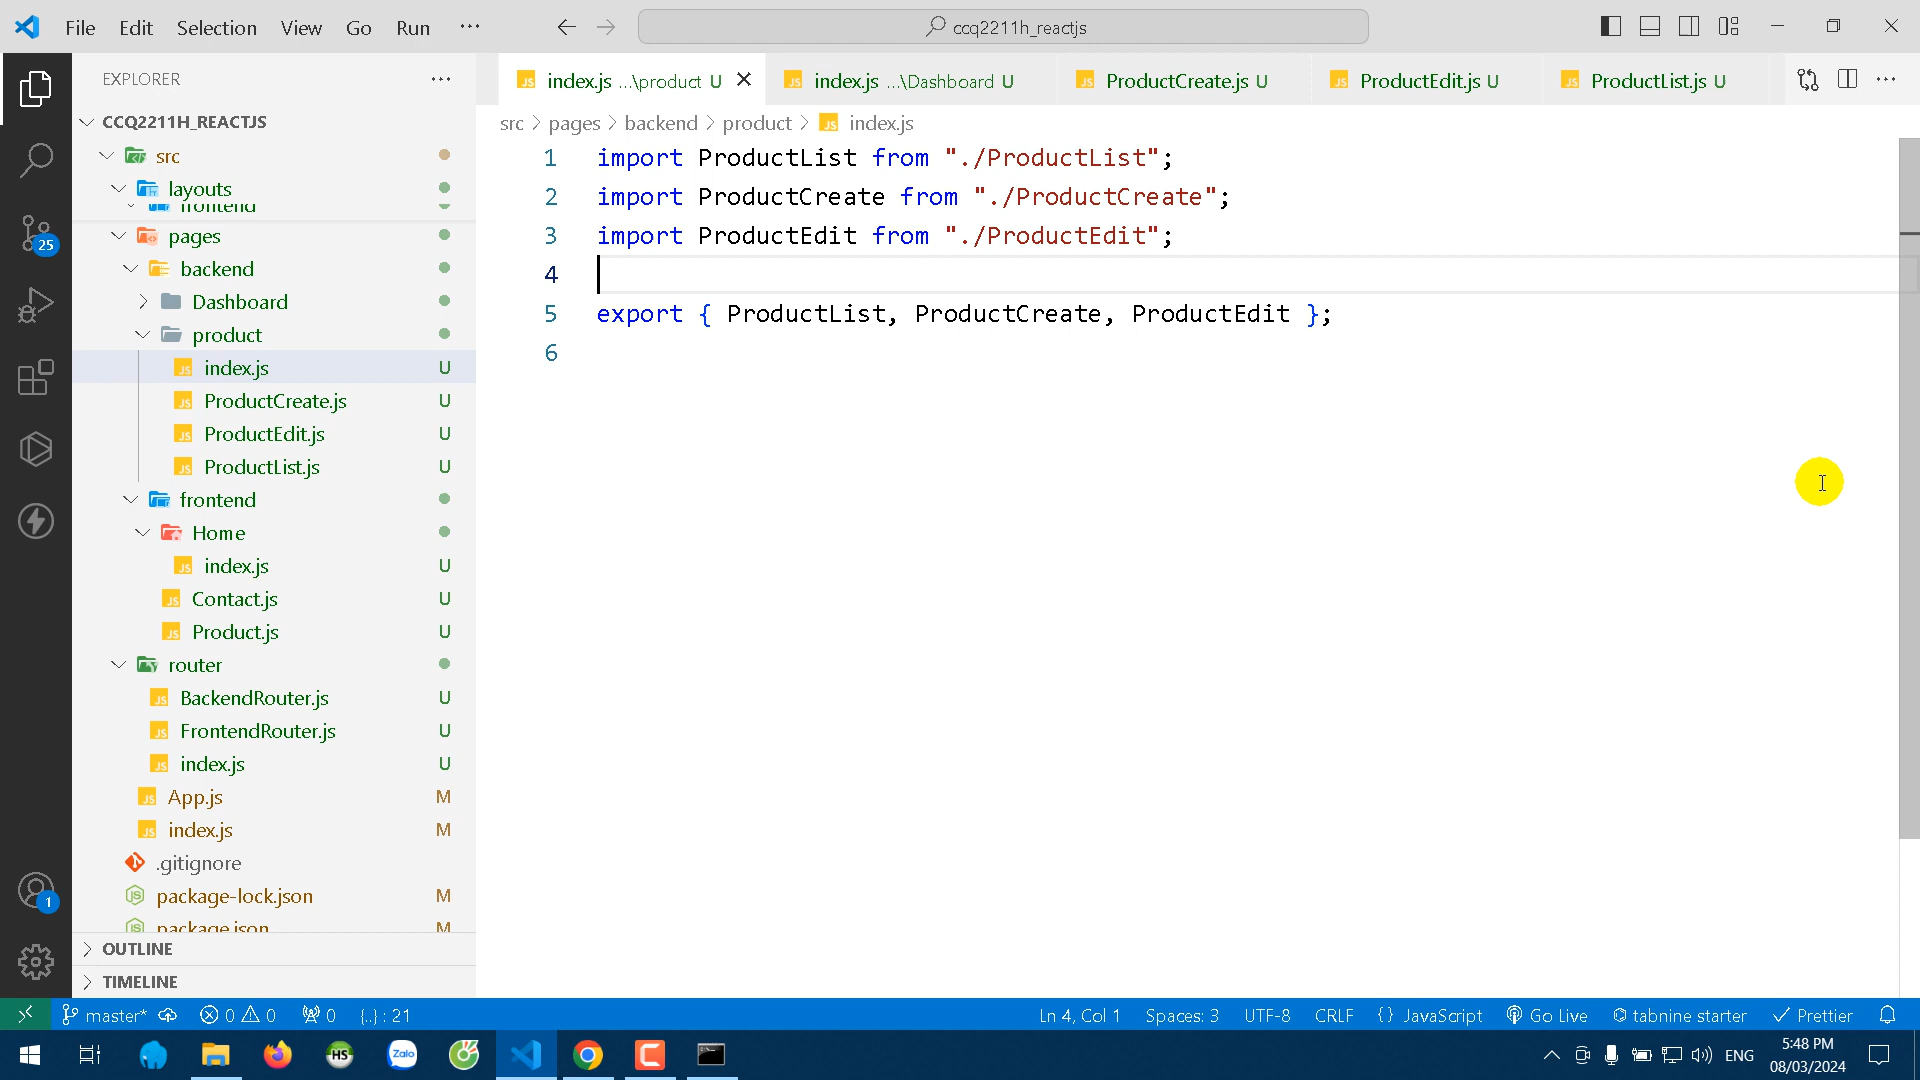 File Edit Selection View Go Run ···
ccq2211h_reactjs
EXPLORER
index.js ...\product U
index.js ...\Dashboard U
ProductCreate.js U
ProductEdit.js U
ProductList.js U
CCQ2211H_REACTJS
src > pages > backend > product > index.js
src
layouts
frontend
pages
backend
Dashboard
product
index.js U
ProductCreate.js U
ProductEdit.js U
ProductList.js U
frontend
Home
index.js U
Contact.js U
Product.js U
router
BackendRouter.js U
FrontendRouter.js U
index.js U
App.js M
index.js M
.gitignore
package-lock.json M
package.json M
OUTLINE
TIMELINE
25
1
1 import ProductList from "./ProductList";
2 import ProductCreate from "./ProductCreate";
3 import ProductEdit from "./ProductEdit";
4
5 export { ProductList, ProductCreate, ProductEdit };
6
master* 0 0 0 {..} : 21
Ln 4, Col 1 Spaces: 3 UTF-8 CRLF {} JavaScript Go Live tabnine starter Prettier
HS Zalo
ENG
5:48 PM
08/03/2024